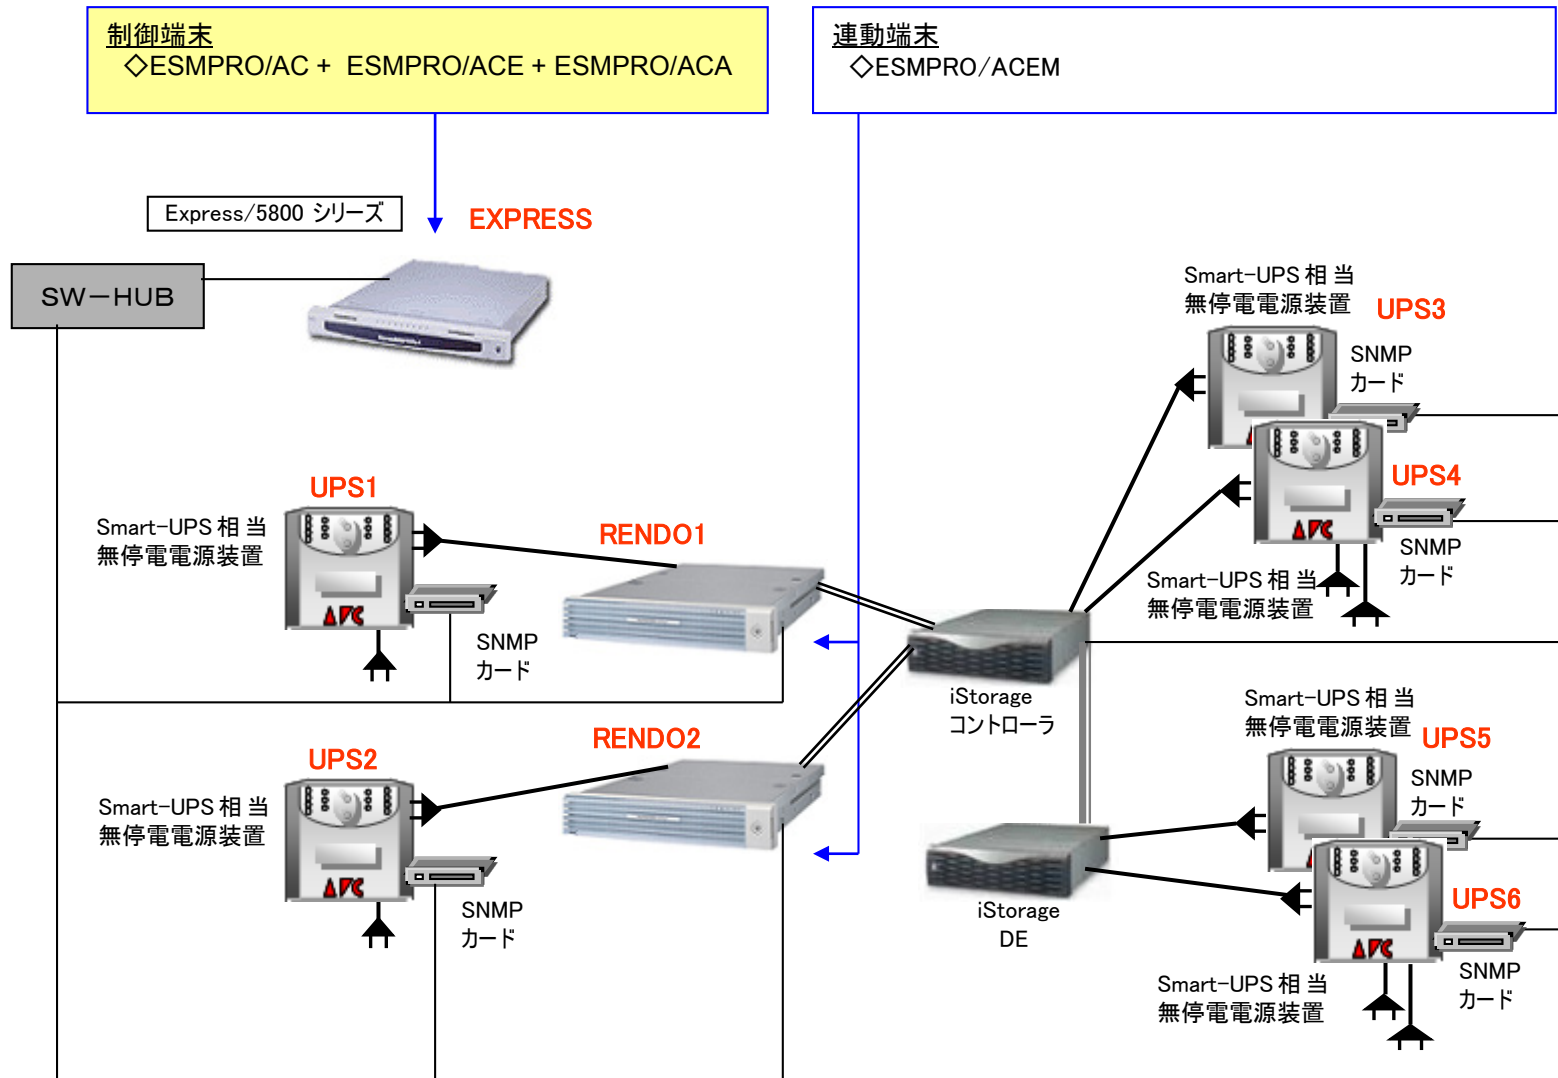 制御端末
◇ESMPRO/AC + ESMPRO/ACE + ESMPRO/ACA
連動端末
◇ESMPRO/ACEM
Express/5800 シリーズ
EXPRESS
SW－HUB
Smart-UPS 相当
無停電電源装置
UPS3
SNMP
カード
UPS4
APC
SNMP
カード
Smart-UPS 相当
無停電電源装置
UPS1
Smart-UPS 相当
無停電電源装置
APC
SNMP
カード
RENDO1
iStorage
コントローラ
RENDO2
UPS2
Smart-UPS 相当
無停電電源装置
APC
SNMP
カード
Smart-UPS 相当
無停電電源装置
UPS5
SNMP
カード
iStorage
DE
UPS6
APC
SNMP
カード
Smart-UPS 相当
無停電電源装置